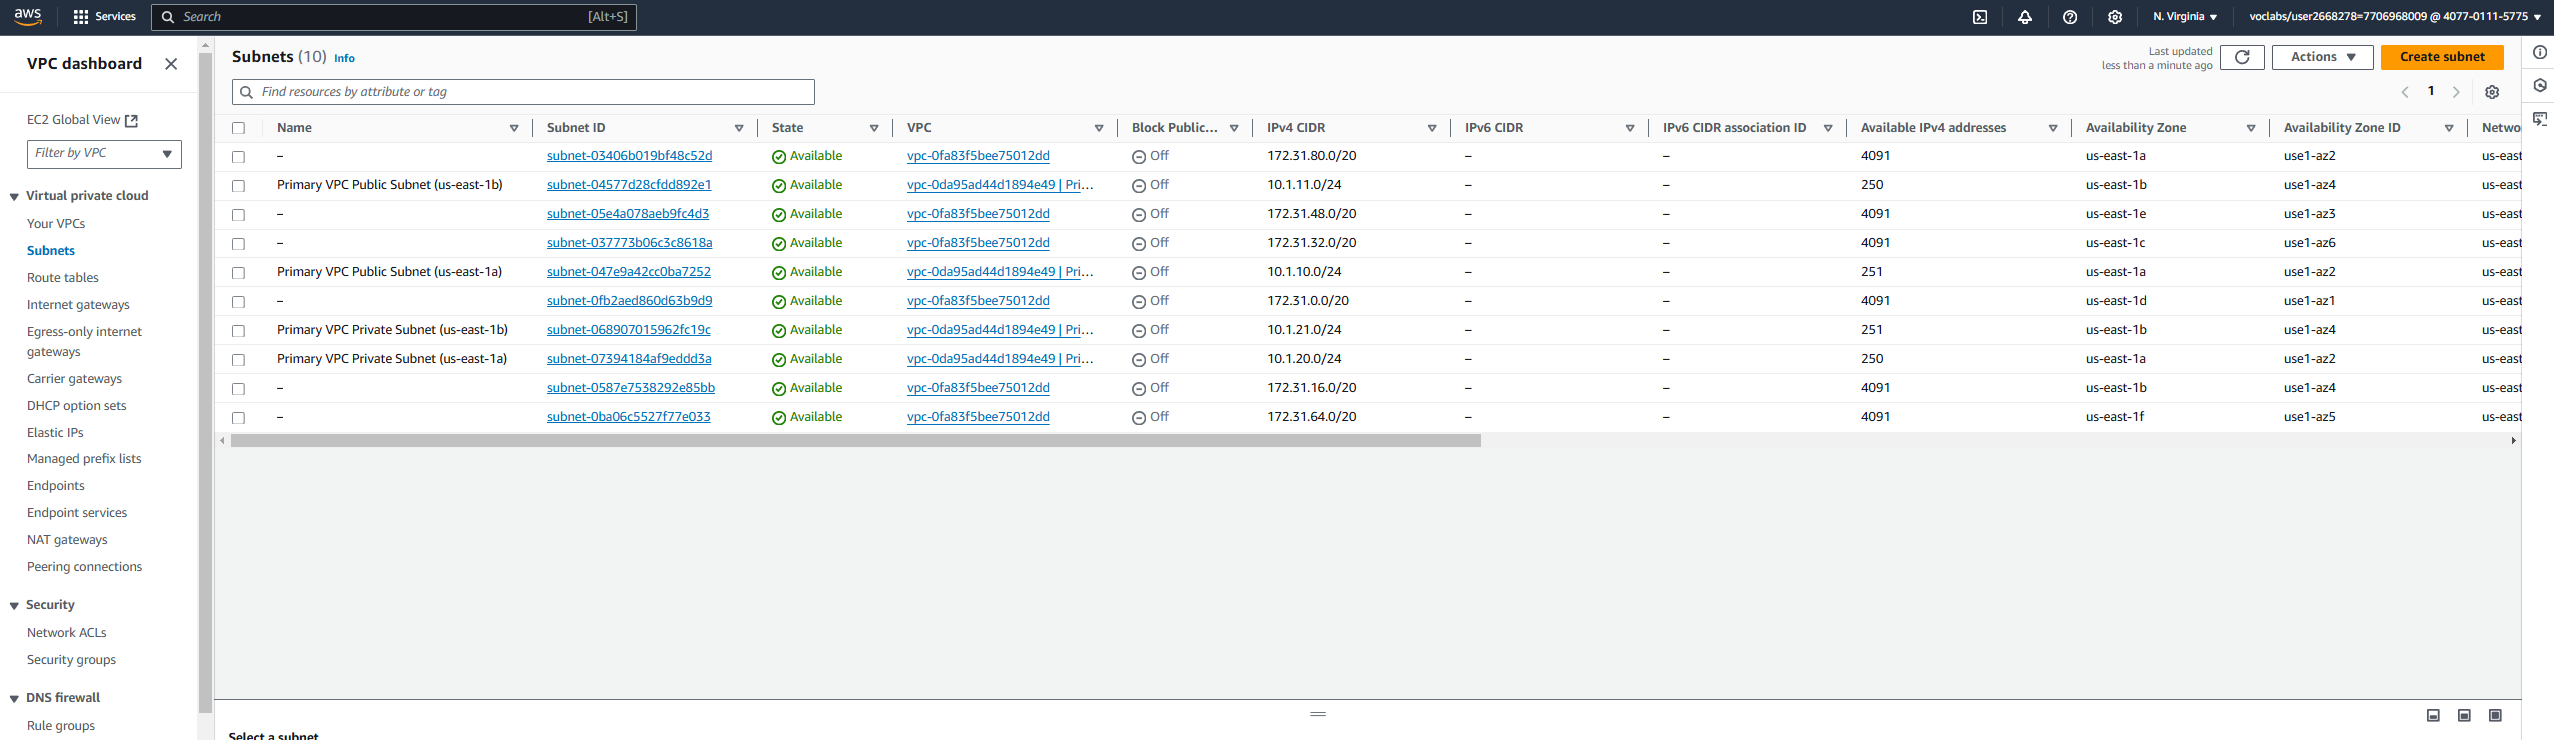 aws Services Search [Alt+S] N. Virginia voclabs/user2668278=7706968009 @ 4077-0111-5775
VPC dashboard
EC2 Global View
Filter by VPC
Virtual private cloud
Your VPCs
Subnets
Route tables
Internet gateways
Egress-only internet
gateways
Carrier gateways
DHCP option sets
Elastic IPs
Managed prefix lists
Endpoints
Endpoint services
NAT gateways
Peering connections
Security
Network ACLs
Security groups
DNS firewall
Rule groups
Subnets (10) Info
Last updated
less than a minute ago
Actions
Create subnet
Find resources by attribute or tag
1
Name Subnet ID State VPC Block Public... IPv4 CIDR IPv6 CIDR IPv6 CIDR association ID Available IPv4 addresses Availability Zone Availability Zone ID Netwo
– subnet-03406b019bf48c52d Available vpc-0fa83f5bee75012dd Off 172.31.80.0/20 – – 4091 us-east-1a use1-az2 us-east
Primary VPC Public Subnet (us-east-1b) subnet-04577d28cfdd892e1 Available vpc-0da95ad44d1894e49 | Pri... Off 10.1.11.0/24 – – 250 us-east-1b use1-az4 us-east
– subnet-05e4a078aeb9fc4d3 Available vpc-0fa83f5bee75012dd Off 172.31.48.0/20 – – 4091 us-east-1e use1-az3 us-east
– subnet-037773b06c3c8618a Available vpc-0fa83f5bee75012dd Off 172.31.32.0/20 – – 4091 us-east-1c use1-az6 us-east
Primary VPC Public Subnet (us-east-1a) subnet-047e9a42cc0ba7252 Available vpc-0da95ad44d1894e49 | Pri... Off 10.1.10.0/24 – – 251 us-east-1a use1-az2 us-east
– subnet-0fb2aed860d63b9d9 Available vpc-0fa83f5bee75012dd Off 172.31.0.0/20 – – 4091 us-east-1d use1-az1 us-east
Primary VPC Private Subnet (us-east-1b) subnet-068907015962fc19c Available vpc-0da95ad44d1894e49 | Pri... Off 10.1.21.0/24 – – 251 us-east-1b use1-az4 us-east
Primary VPC Private Subnet (us-east-1a) subnet-07394184af9eddd3a Available vpc-0da95ad44d1894e49 | Pri... Off 10.1.20.0/24 – – 250 us-east-1a use1-az2 us-east
– subnet-0587e7538292e85bb Available vpc-0fa83f5bee75012dd Off 172.31.16.0/20 – – 4091 us-east-1b use1-az4 us-east
– subnet-0ba06c5527f77e033 Available vpc-0fa83f5bee75012dd Off 172.31.64.0/20 – – 4091 us-east-1f use1-az5 us-east
Select a subnet